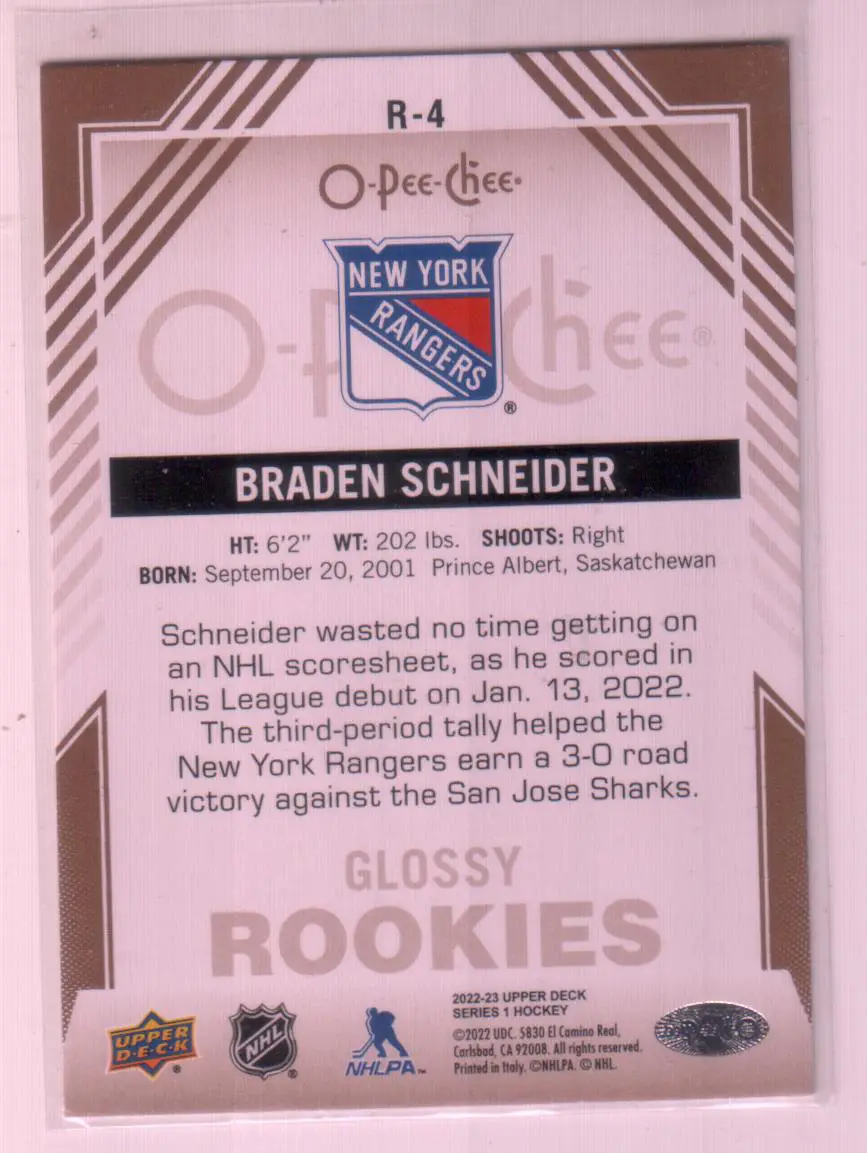 R-4
O-Pee-Chee®
O-Pee-Chee®
NEW YORK
RANGERS
®
BRADEN SCHNEIDER
HT: 6'2" WT: 202 lbs. SHOOTS: Right
BORN: September 20, 2001 Prince Albert, Saskatchewan
Schneider wasted no time getting on
an NHL scoresheet, as he scored in
his League debut on Jan. 13, 2022.
The third-period tally helped the
New York Rangers earn a 3-0 road
victory against the San Jose Sharks.
GLOSSY
ROOKIES
UPPER
D·E·C·K
®
NHL
®
NHLPA™
2022-23 UPPER DECK
SERIES 1 HOCKEY
©2022 UDC. 5830 El Camino Real,
Carlsbad, CA 92008. All rights reserved.
Printed in Italy. ©NHLPA. © NHL.